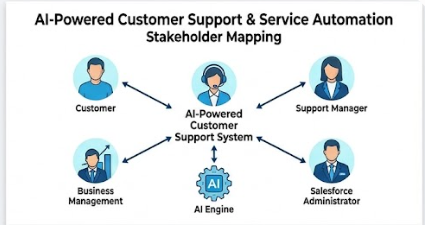 AI-Powered Customer Support & Service Automation
Stakeholder Mapping
Customer
AI-Powered
Customer
Support System
Support Manager
Business
Management
AI
AI Engine
Salesforce
Administrator